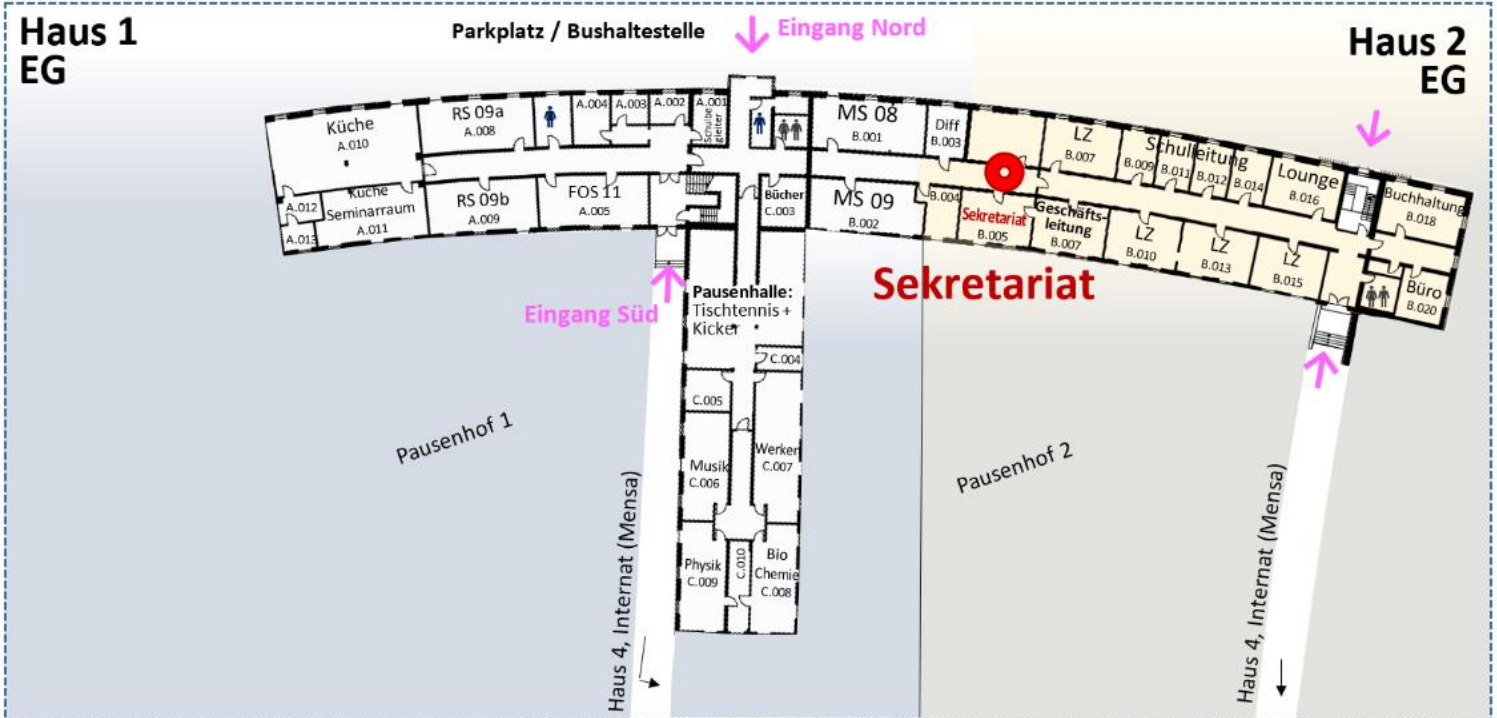 Haus 1
EG
Parkplatz / Bushaltestelle
Eingang Nord
Haus 2
EG
Küche
A.010
RS 09a
A.008
A.004
A.003
A.002
A.001
Schulbe
gleiter
MS 08
B.001
Diff
B.003
LZ
B.007
Schulleitung
B.009
B.011
B.012
B.014
Lounge
B.016
Buchhaltung
B.018
A.012
A.013
Küche
Seminarraum
A.011
RS 09b
A.009
FOS 11
A.005
Bücher
C.003
MS 09
B.002
B.004
Sekretariat
B.005
Geschäfts-
leitung
B.007
LZ
B.010
LZ
B.013
LZ
B.015
Büro
B.020
Sekretariat
Eingang Süd
Pausenhalle:
Tischtennis +
Kicker
C.004
C.005
Musik
C.006
Werken
C.007
Physik
C.009
C.010
Bio
Chemie
C.008
Pausenhof 1
Pausenhof 2
Haus 4, Internat (Mensa)
Haus 4, Internat (Mensa)